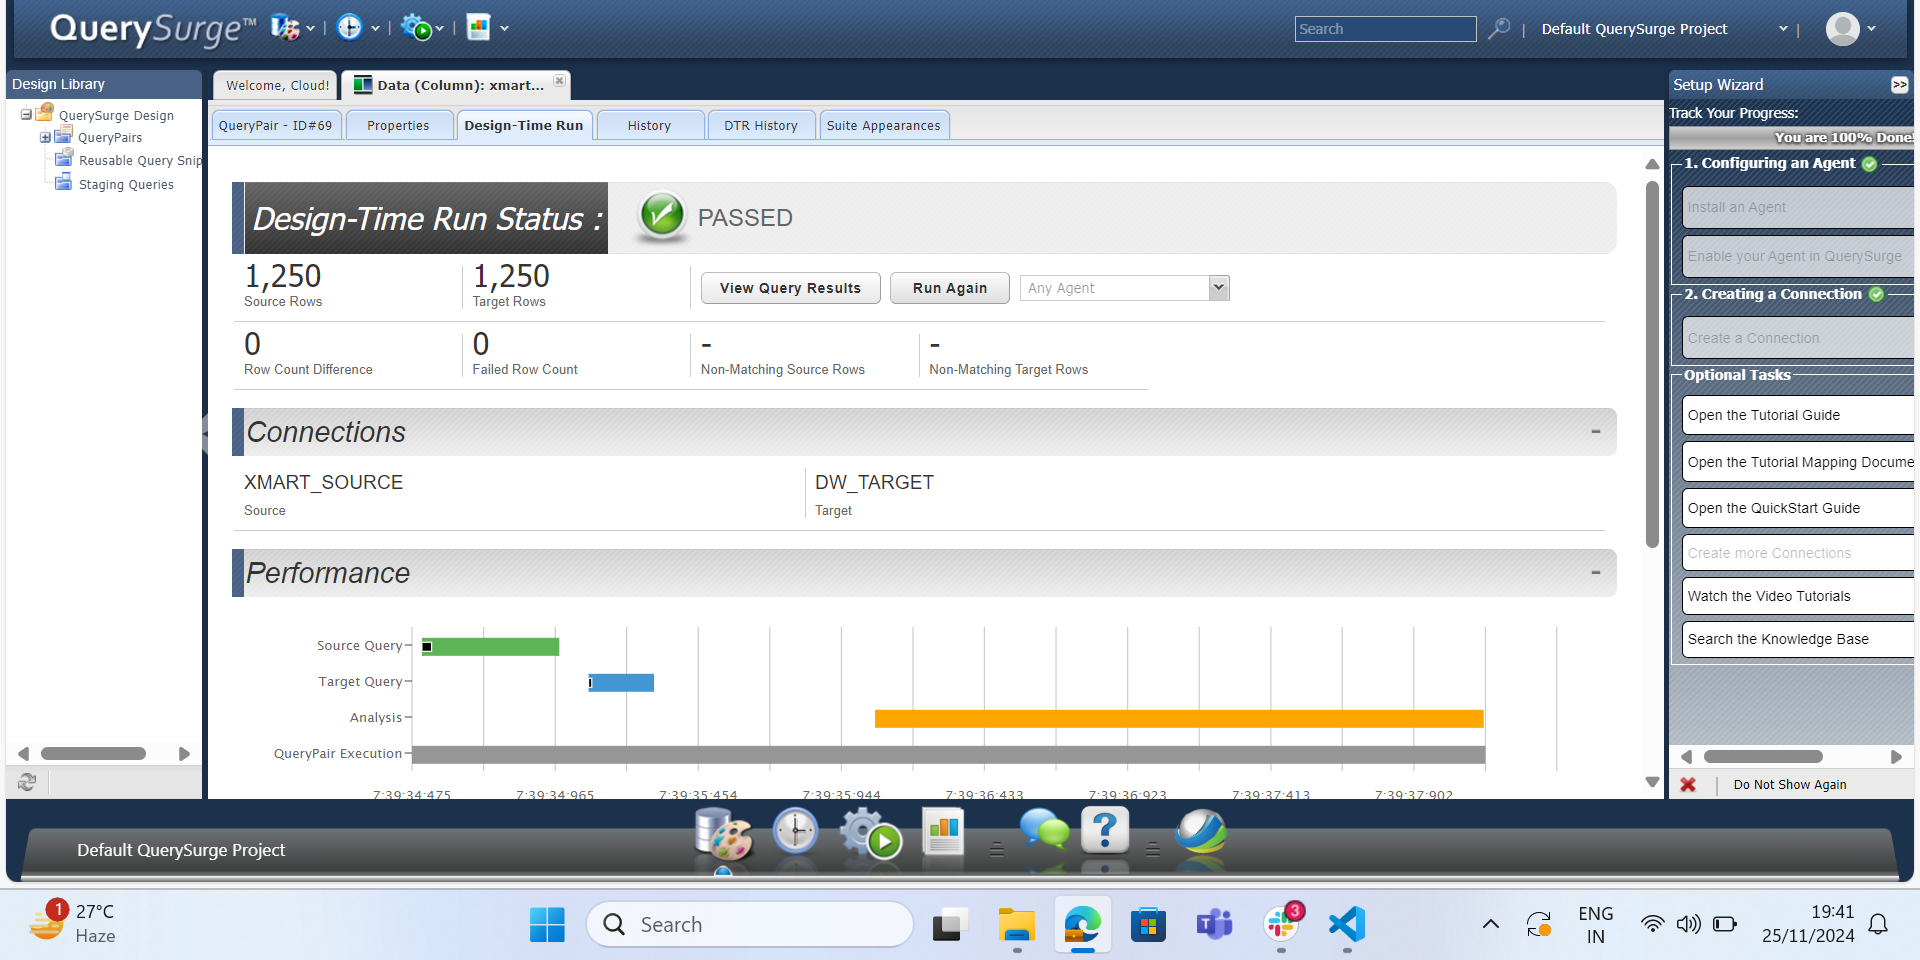 QuerySurge™
Search
Default QuerySurge Project
Design Library
QuerySurge Design
QueryPairs
Reusable Query Snip
Staging Queries
Welcome, Cloud!
Data (Column): xmart...
QueryPair - ID#69
Properties
Design-Time Run
History
DTR History
Suite Appearances
Design-Time Run Status :
PASSED
1,250
Source Rows
1,250
Target Rows
View Query Results
Run Again
Any Agent
0
Row Count Difference
0
Failed Row Count
-
Non-Matching Source Rows
-
Non-Matching Target Rows
Connections
-
XMART_SOURCE
Source
DW_TARGET
Target
Performance
-
Source Query
Target Query
Analysis
QueryPair Execution
7:39:34:475
7:39:34:965
7:39:35:454
7:39:35:944
7:39:36:433
7:39:36:923
7:39:37:413
7:39:37:902
Setup Wizard
>>
Track Your Progress:
You are 100% Done!
1. Configuring an Agent
Install an Agent
Enable your Agent in QuerySurge
2. Creating a Connection
Create a Connection
Optional Tasks
Open the Tutorial Guide
Open the Tutorial Mapping Docume
Open the QuickStart Guide
Create more Connections
Watch the Video Tutorials
Search the Knowledge Base
Do Not Show Again
Default QuerySurge Project
1
27°C
Haze
Search
3
ENG
IN
19:41
25/11/2024